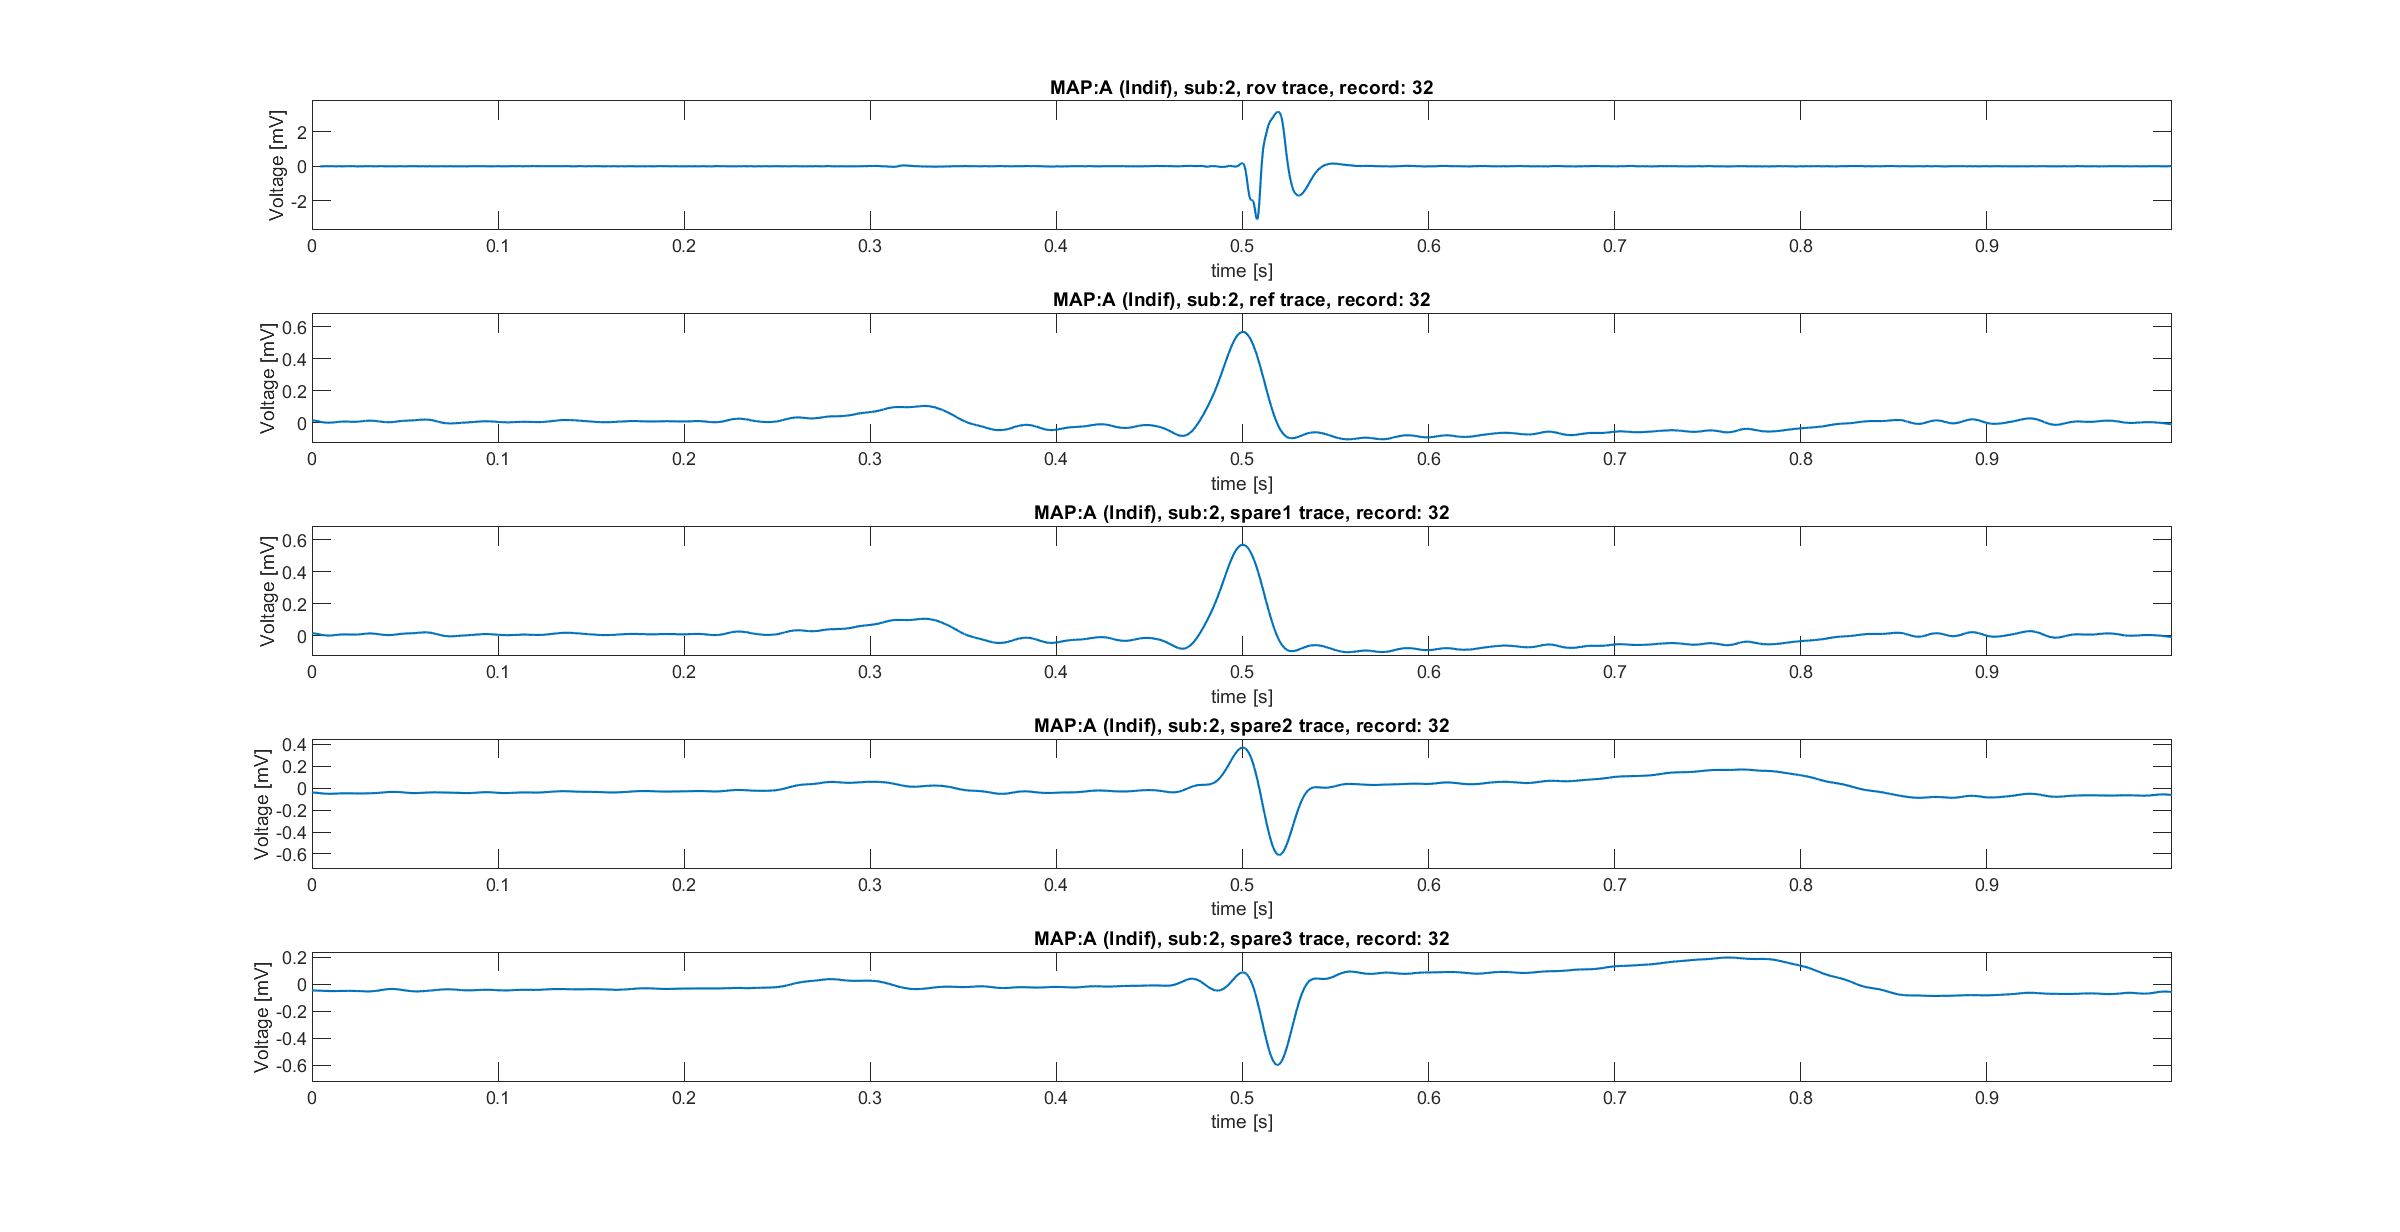 MAP:A (Indif), sub:2, rov trace, record: 32
Voltage [mV]
2
0
-2
0 0.1 0.2 0.3 0.4 0.5 0.6 0.7 0.8 0.9
time [s]
MAP:A (Indif), sub:2, ref trace, record: 32
Voltage [mV]
0.6
0.4
0.2
0
0 0.1 0.2 0.3 0.4 0.5 0.6 0.7 0.8 0.9
time [s]
MAP:A (Indif), sub:2, spare1 trace, record: 32
Voltage [mV]
0.6
0.4
0.2
0
0 0.1 0.2 0.3 0.4 0.5 0.6 0.7 0.8 0.9
time [s]
MAP:A (Indif), sub:2, spare2 trace, record: 32
Voltage [mV]
0.4
0.2
0
-0.2
-0.4
-0.6
0 0.1 0.2 0.3 0.4 0.5 0.6 0.7 0.8 0.9
time [s]
MAP:A (Indif), sub:2, spare3 trace, record: 32
Voltage [mV]
0.2
0
-0.2
-0.4
-0.6
0 0.1 0.2 0.3 0.4 0.5 0.6 0.7 0.8 0.9
time [s]